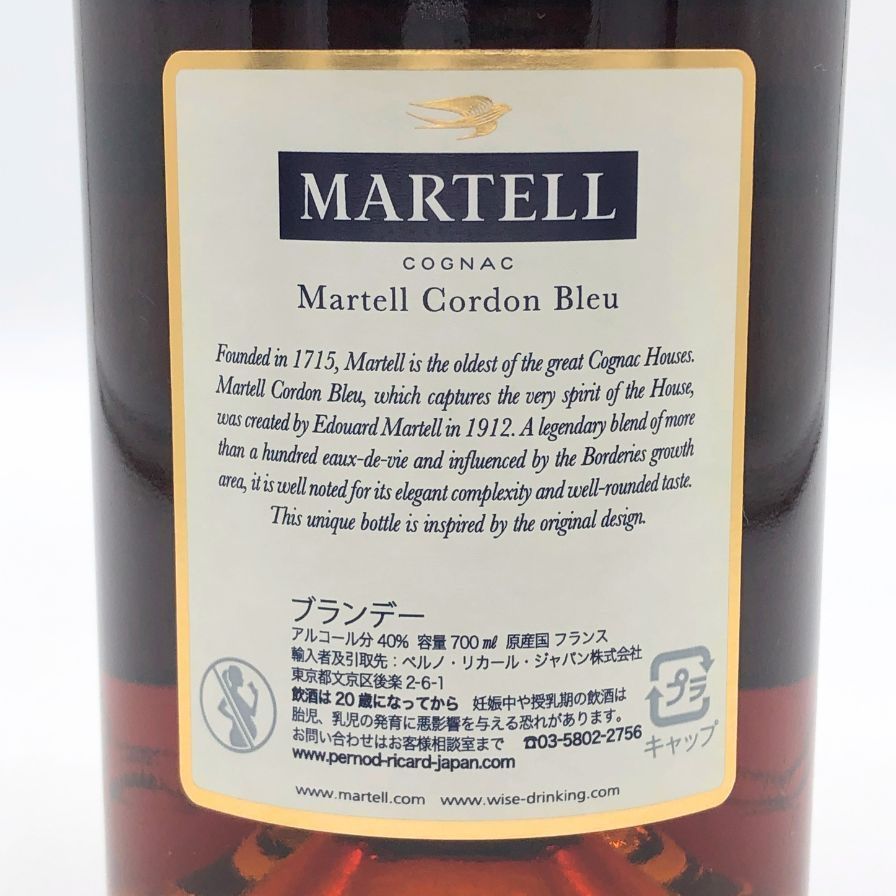 MARTELL
COGNAC
Martell Cordon Bleu
Founded in 1715, Martell is the oldest of the great Cognac Houses.
Martell Cordon Bleu, which captures the very spirit of the House,
was created by Edouard Martell in 1912. A legendary blend of more
than a hundred eaux-de-vie and influenced by the Borderies growth
area, it is well noted for its elegant complexity and well-rounded taste.
This unique bottle is inspired by the original design.
ブランデー
アルコール分 40% 容量 700 ml 原産国 フランス
輸入者及引取先：ペルノ・リカール・ジャパン株式会社
東京都文京区後楽 2-6-1
飲酒は 20 歳になってから 妊娠中や授乳期の飲酒は
胎児、乳児の発育に悪影響を与える恐れがあります。
お問い合わせはお客様相談室まで ☎03-5802-2756
www.pernod-ricard-japan.com
プラ
キャップ
www.martell.com www.wise-drinking.com